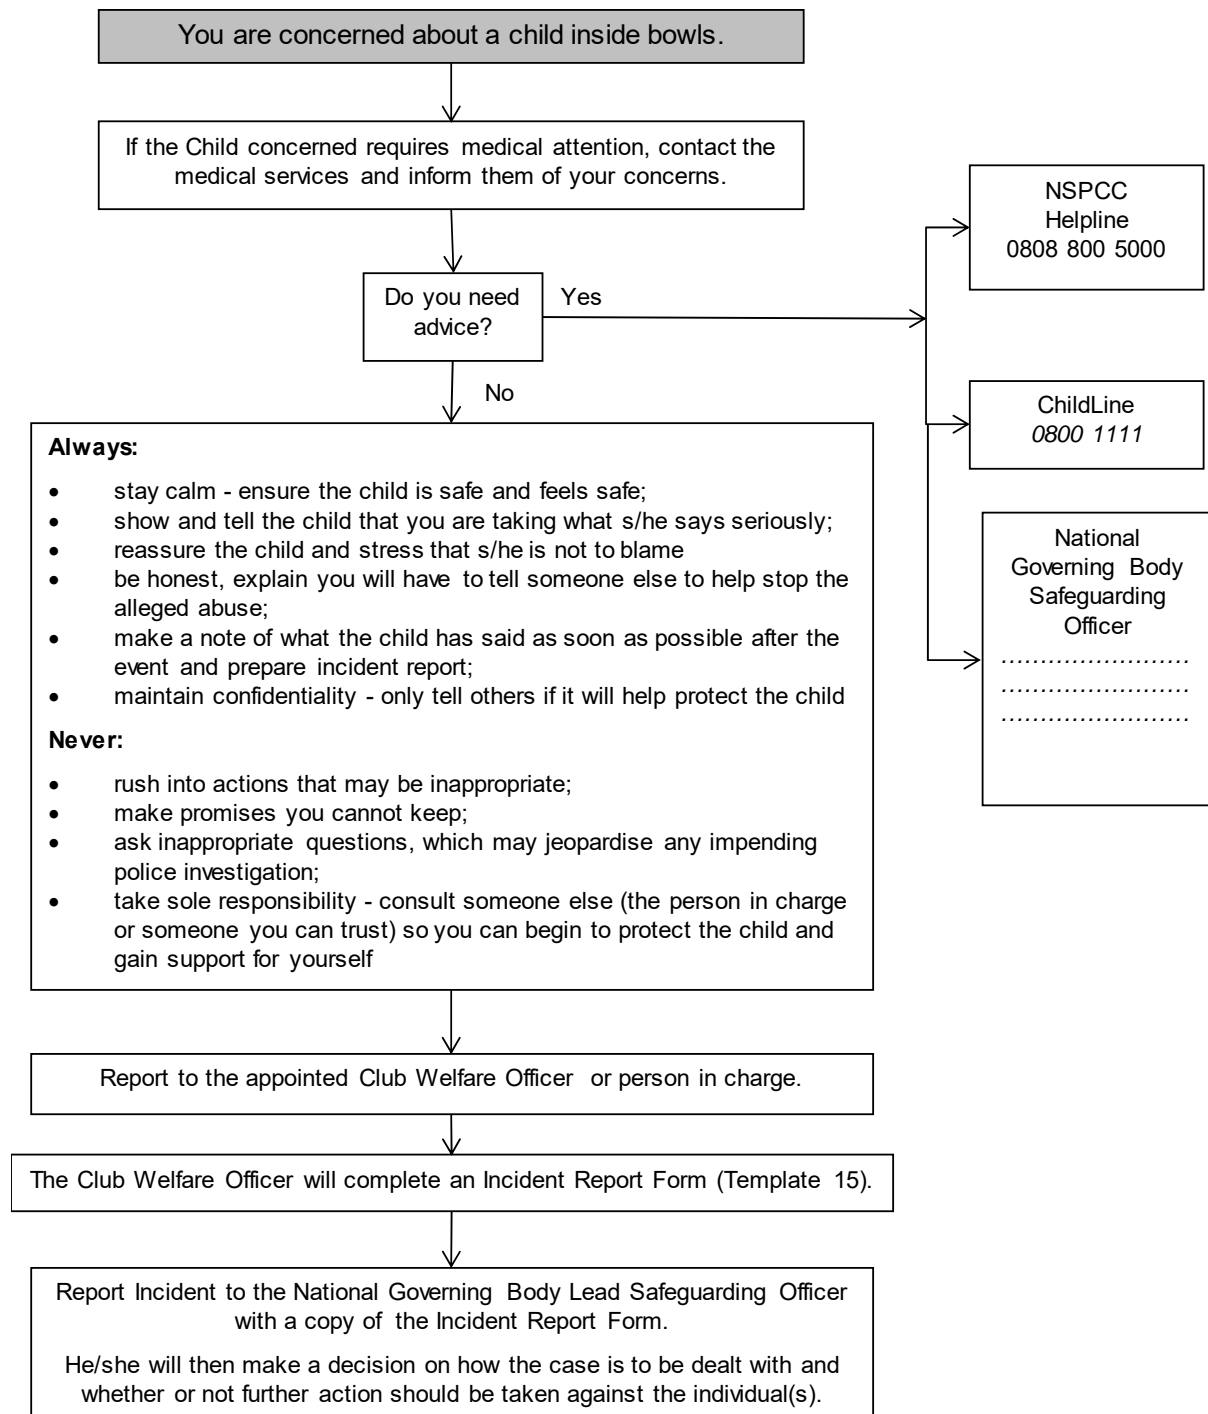 You are concerned about a child inside bowls.
If the Child concerned requires medical attention, contact the
medical services and inform them of your concerns.
Do you need
advice?
Yes
No
NSPCC
Helpline
0808 800 5000
ChildLine
0800 1111
National
Governing Body
Safeguarding
Officer
........................
........................
........................
Always:
• stay calm - ensure the child is safe and feels safe;
• show and tell the child that you are taking what s/he says seriously;
• reassure the child and stress that s/he is not to blame
• be honest, explain you will have to tell someone else to help stop the
alleged abuse;
• make a note of what the child has said as soon as possible after the
event and prepare incident report;
• maintain confidentiality - only tell others if it will help protect the child
Never:
• rush into actions that may be inappropriate;
• make promises you cannot keep;
• ask inappropriate questions, which may jeopardise any impending
police investigation;
• take sole responsibility - consult someone else (the person in charge
or someone you can trust) so you can begin to protect the child and
gain support for yourself
Report to the appointed Club Welfare Officer or person in charge.
The Club Welfare Officer will complete an Incident Report Form (Template 15).
Report Incident to the National Governing Body Lead Safeguarding Officer
with a copy of the Incident Report Form.
He/she will then make a decision on how the case is to be dealt with and
whether or not further action should be taken against the individual(s).